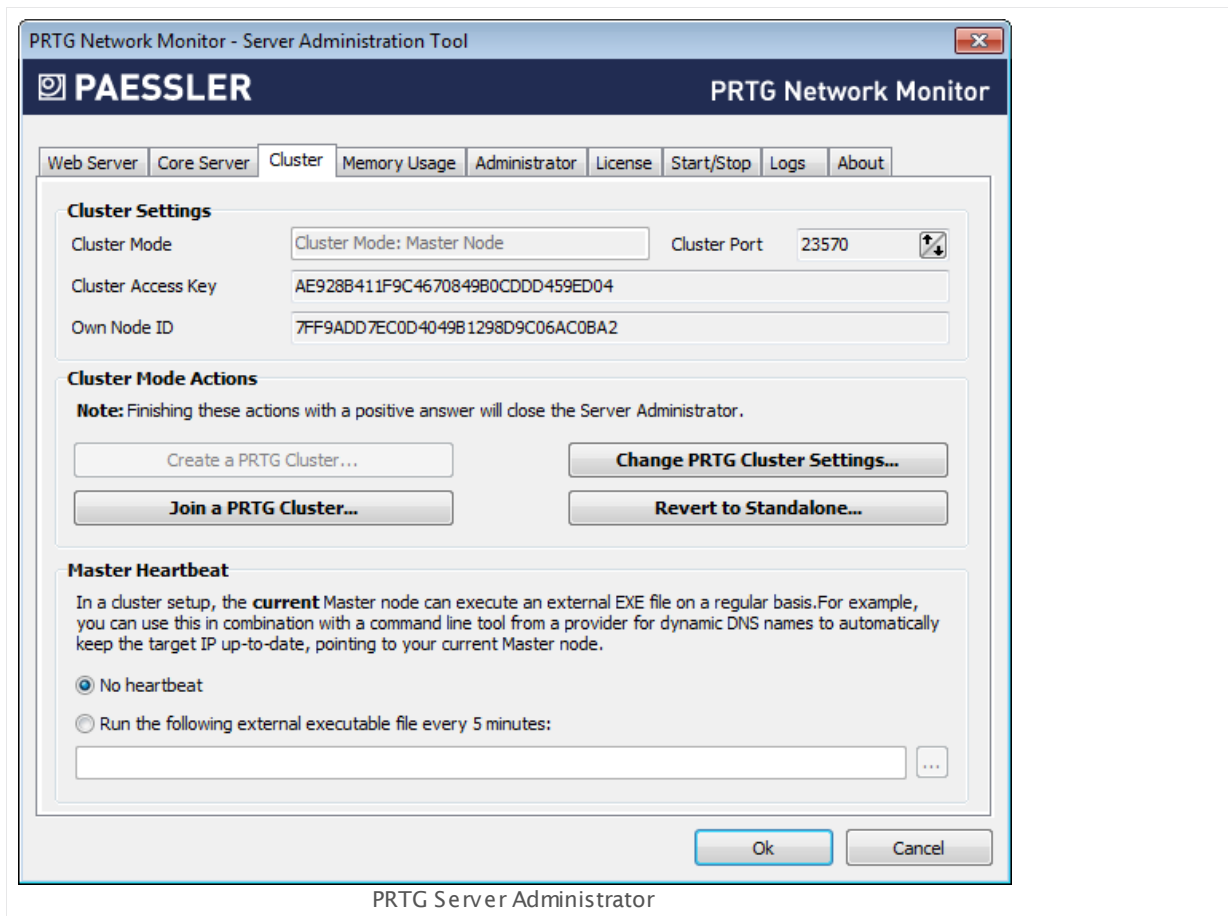 PRTG Network Monitor - Server Administration Tool
PAESSLER
PRTG Network Monitor
Web Server Core Server Cluster Memory Usage Administrator License Start/Stop Logs About
Cluster Settings
Cluster Mode Cluster Mode: Master Node Cluster Port 23570
Cluster Access Key AE928B411F9C4670849B0CDDD459ED04
Own Node ID 7FF9ADD7EC0D4049B1298D9C06AC0BA2
Cluster Mode Actions
Note: Finishing these actions with a positive answer will close the Server Administrator.
Create a PRTG Cluster... Change PRTG Cluster Settings...
Join a PRTG Cluster... Revert to Standalone...
Master Heartbeat
In a cluster setup, the current Master node can execute an external EXE file on a regular basis.For example,
you can use this in combination with a command line tool from a provider for dynamic DNS names to automatically
keep the target IP up-to-date, pointing to your current Master node.
No heartbeat
Run the following external executable file every 5 minutes:
...
Ok Cancel
PRTG Server Administrator